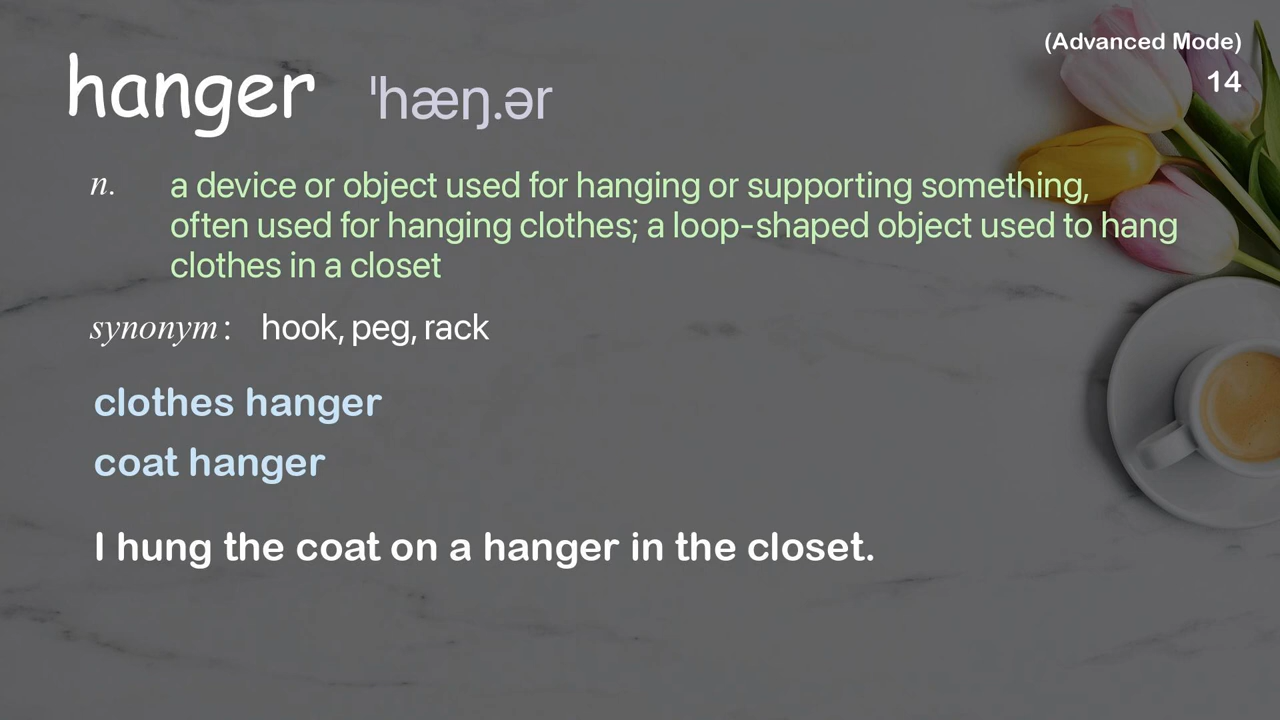 (Advanced Mode)
14
hanger ˈhæŋ.ər
n. a device or object used for hanging or supporting something,
often used for hanging clothes; a loop-shaped object used to hang
clothes in a closet
synonym: hook, peg, rack
clothes hanger
coat hanger
I hung the coat on a hanger in the closet.